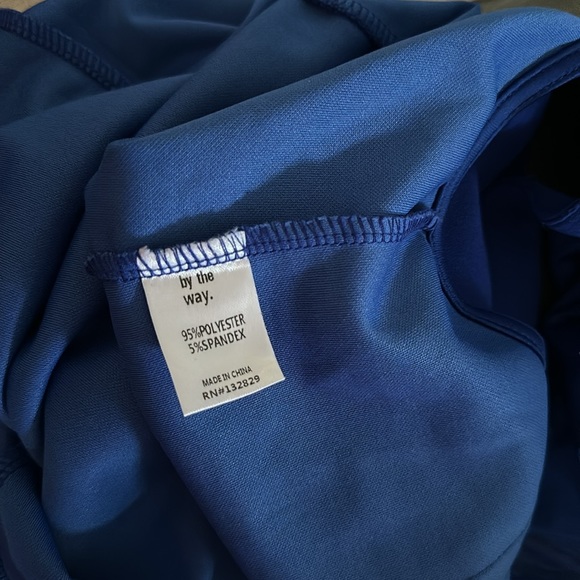 by the
way.
95%POLYESTER
5%SPANDEX
MADE IN CHINA
RN#132829